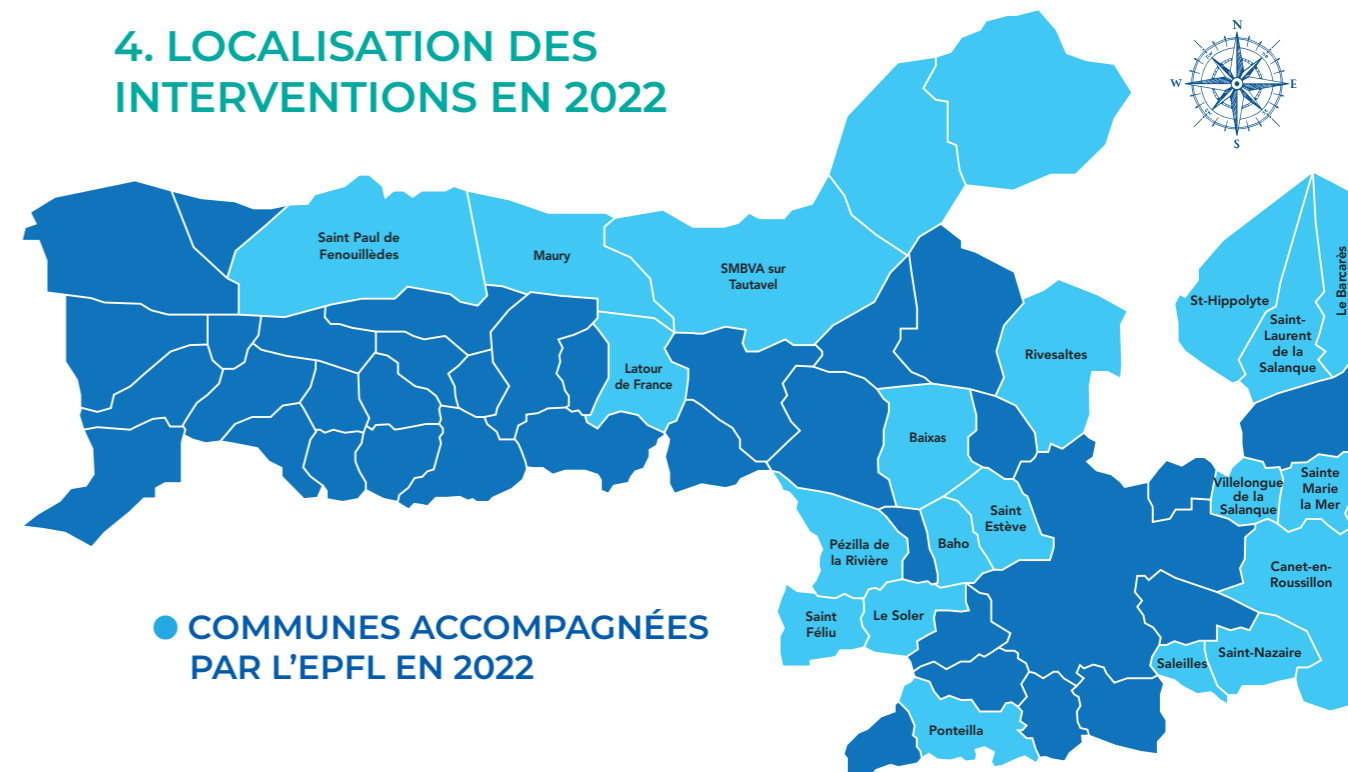 4. LOCALISATION DES
INTERVENTIONS EN 2022
N
W
E
S
Saint Paul de
Fenouillèdes
Maury
SMBVA sur
Tautavel
Latour
de France
Rivesaltes
St-Hippolyte
Saint-
Laurent
de la
Salanque
Le Barcarès
Baixas
Saint
Estève
Baho
Pézilla de
la Rivière
Villelongue
de la
Salanque
Sainte
Marie
la Mer
Canet-en-
Roussillon
Saint
Féliu
Le Soler
Saleilles
Saint-Nazaire
Ponteilla
COMMUNES ACCOMPAGNÉES
PAR L'EPFL EN 2022